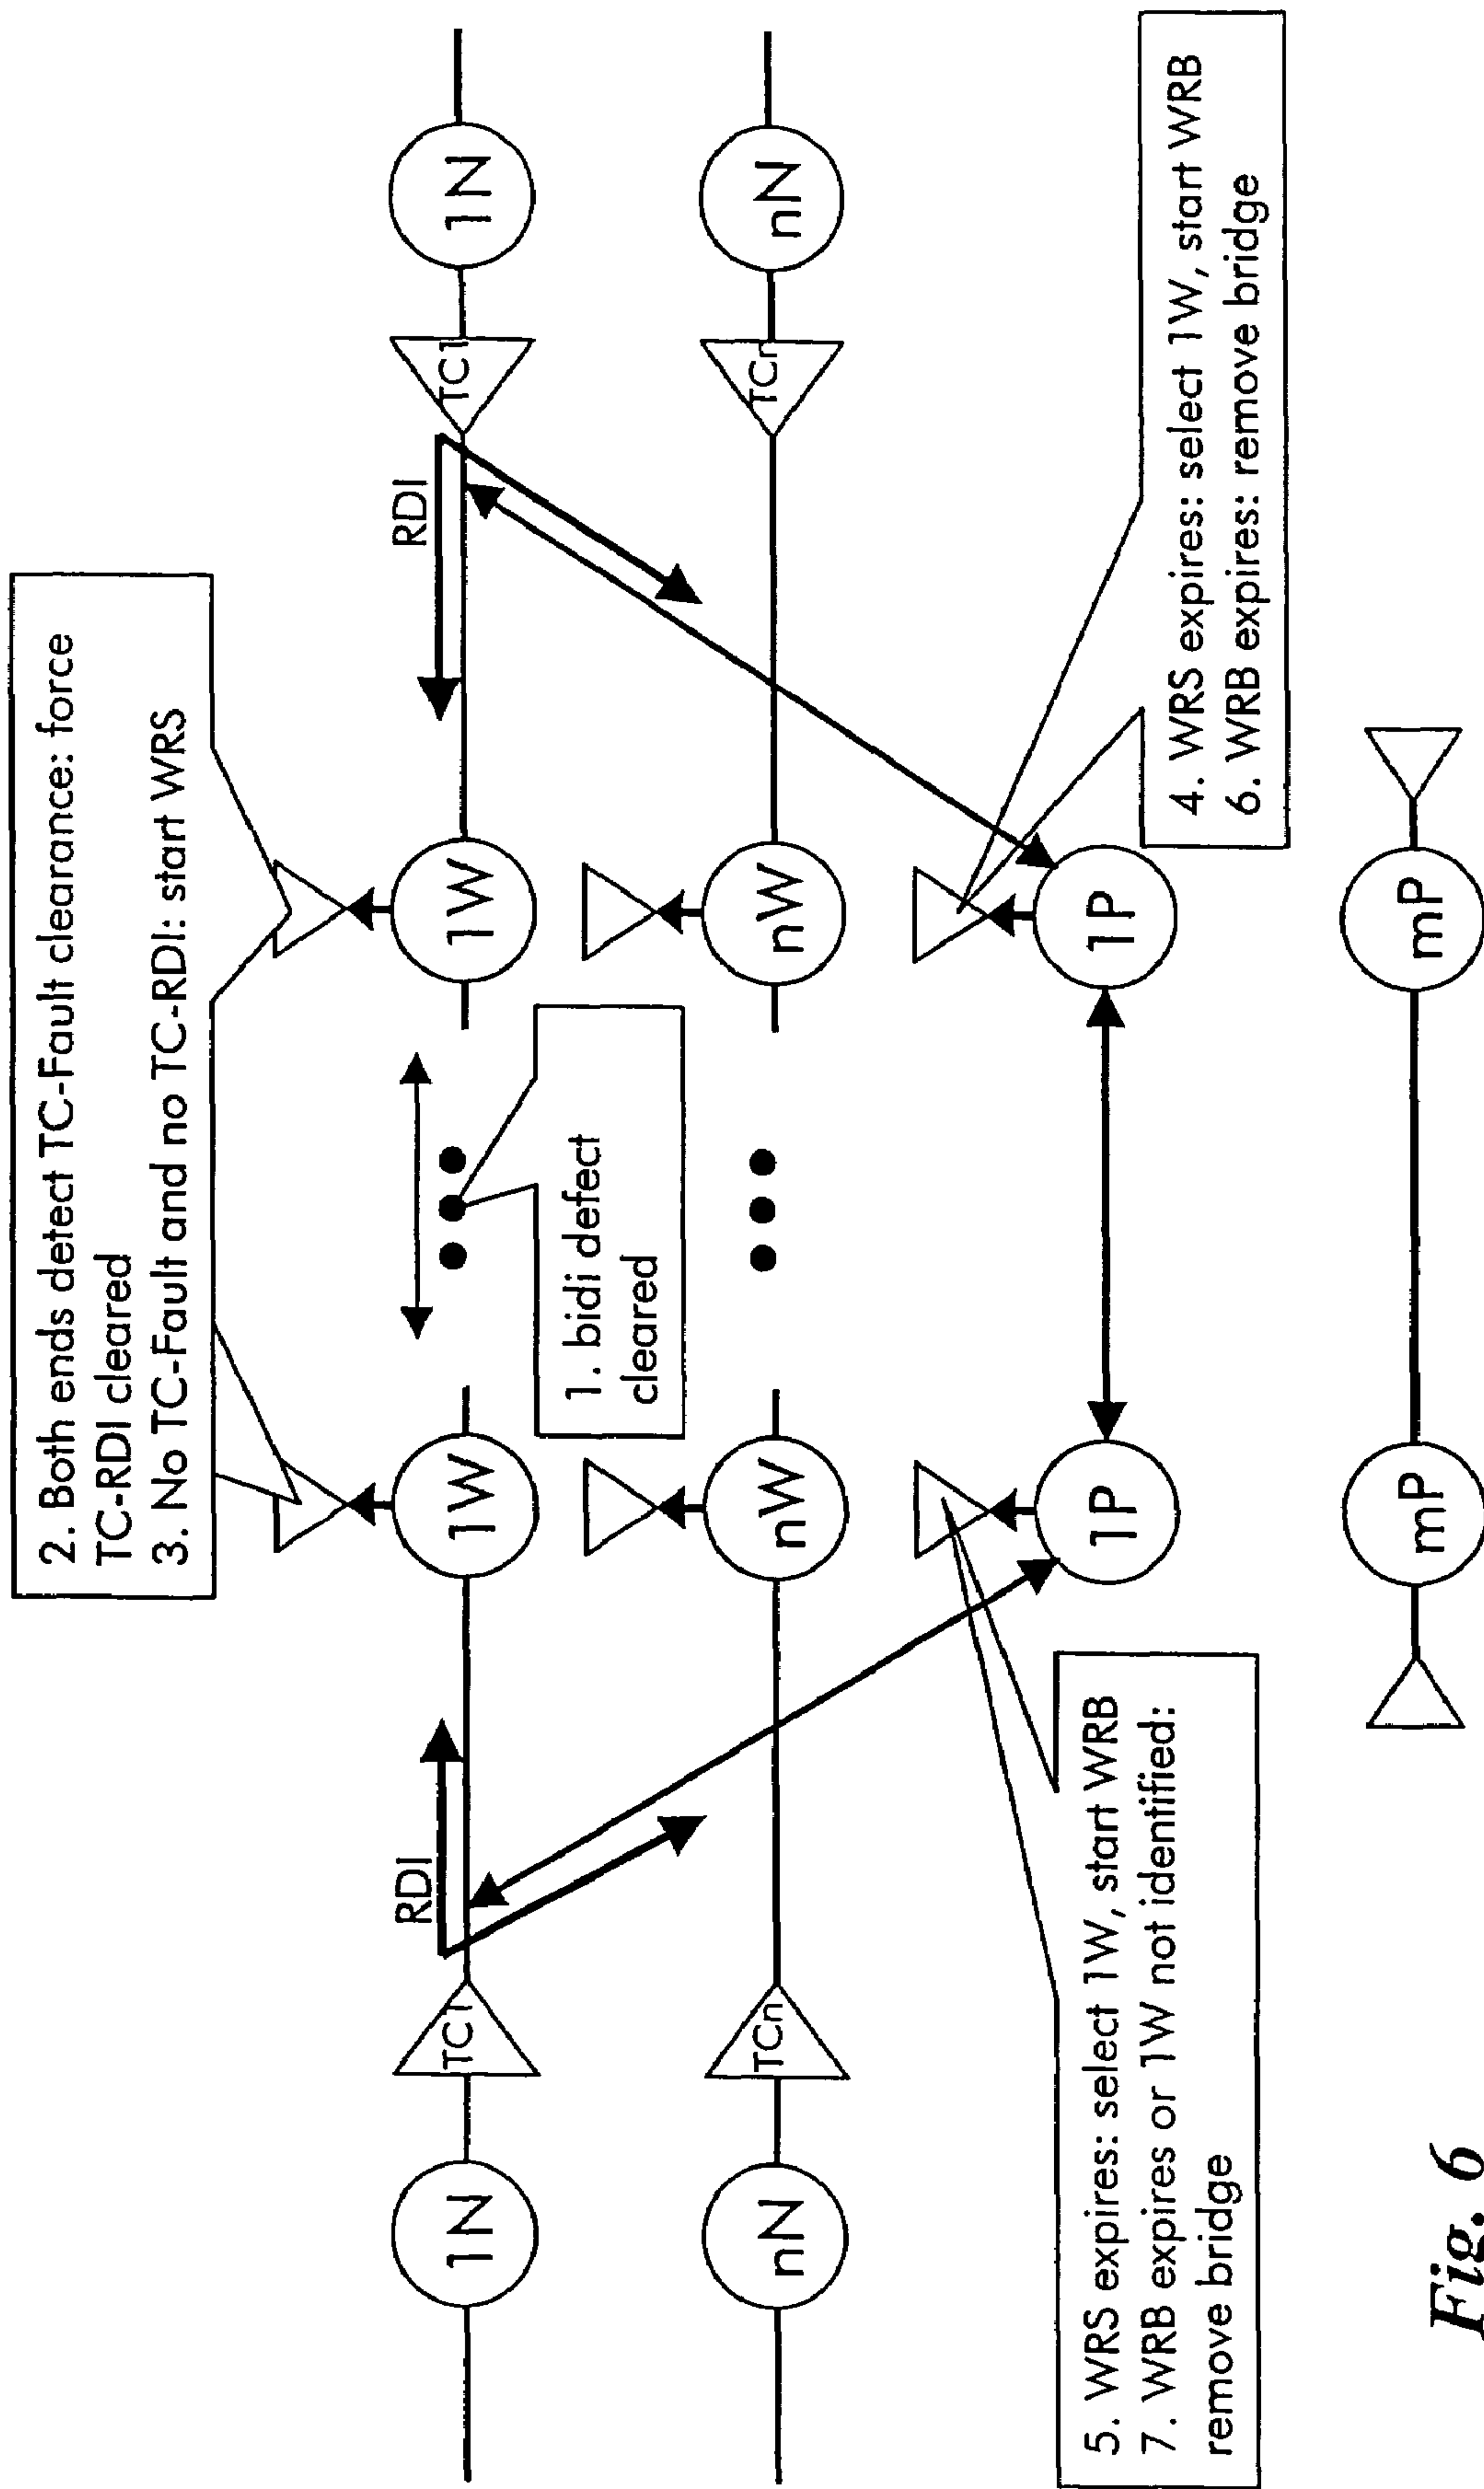 2. Both ends detect TC-Fault clearance: force
TC-RDI cleared
3. No TC-Fault and no TC-RDI: start WRS
1N
TC1
RDI
1W
1W
RDI
TC1
1N
1. bidi defect
cleared
nN
TCn
nW
nW
TCn
nN
5. WRS expires: select 1W, start WRB
7. WRB expires or 1W not identified:
remove bridge
1P
1P
4. WRS expires: select 1W, start WRB
6. WRB expires: remove bridge
mP
mP
Fig. 6